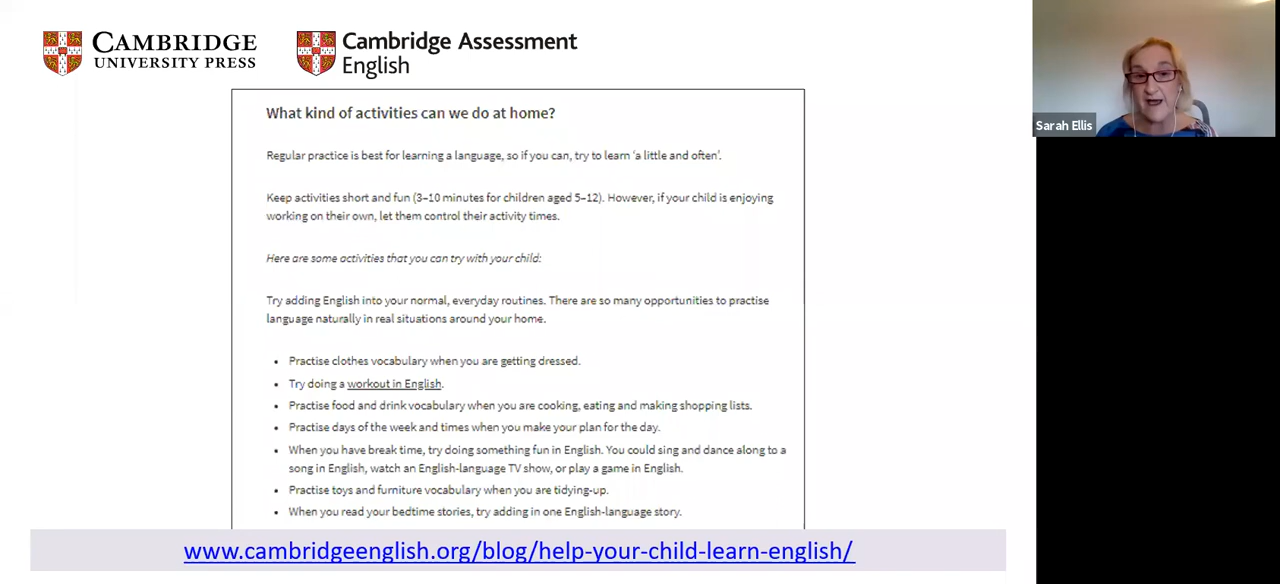 CAMBRIDGE
UNIVERSITY PRESS
Cambridge Assessment
English
What kind of activities can we do at home?
Regular practice is best for learning a language, so if you can, try to learn 'a little and often'.
Keep activities short and fun (3–10 minutes for children aged 5–12). However, if your child is enjoying
working on their own, let them control their activity times.
Here are some activities that you can try with your child:
Try adding English into your normal, everyday routines. There are so many opportunities to practise
language naturally in real situations around your home.
• Practise clothes vocabulary when you are getting dressed.
• Try doing a workout in English.
• Practise food and drink vocabulary when you are cooking, eating and making shopping lists.
• Practise days of the week and times when you make your plan for the day.
• When you have break time, try doing something fun in English. You could sing and dance along to a
song in English, watch an English-language TV show, or play a game in English.
• Practise toys and furniture vocabulary when you are tidying-up.
• When you read your bedtime stories, try adding in one English-language story.
www.cambridgeenglish.org/blog/help-your-child-learn-english/
Sarah Ellis